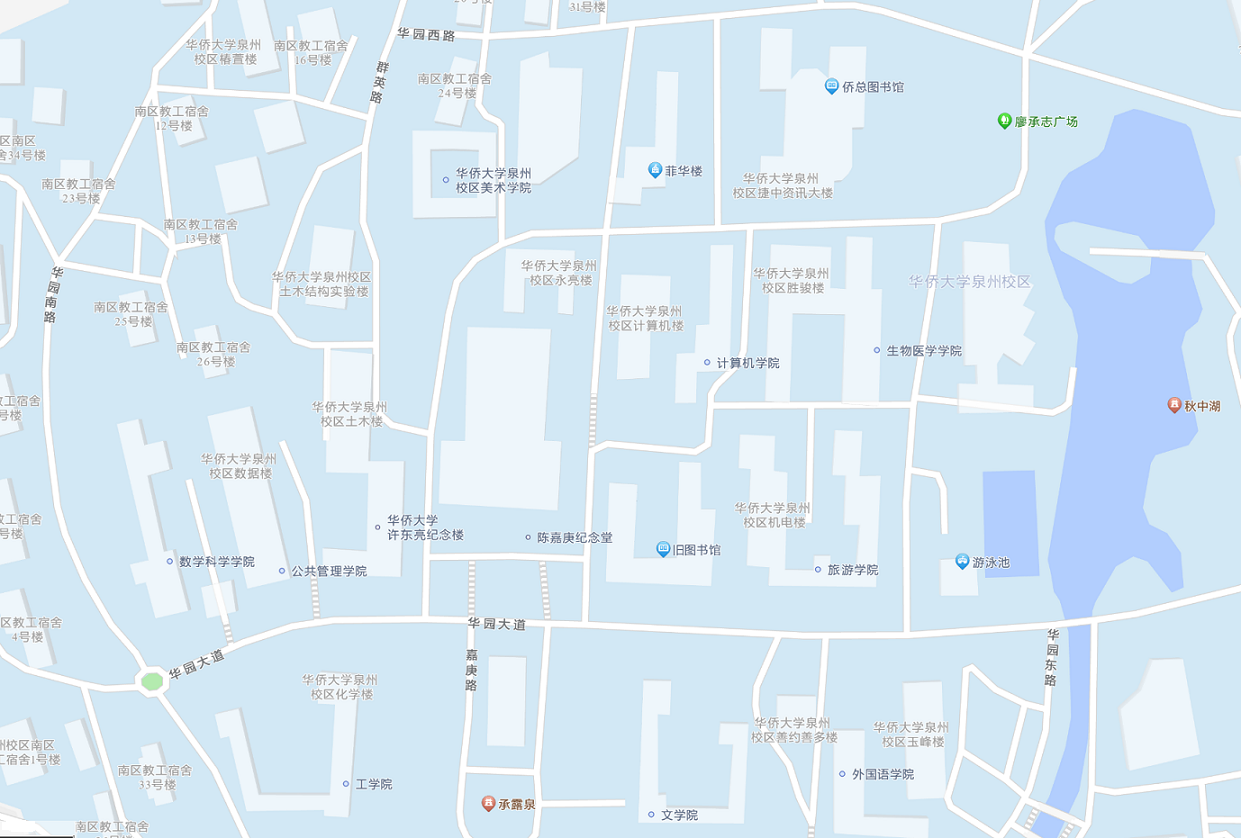 31号楼
华园西路
华侨大学泉州
校区椿萱楼
南区教工宿舍
16号楼
群英路
南区教工宿舍
24号楼
侨总图书馆
南区教工宿舍
12号楼
廖承志广场
区南区
舍34号楼
华侨大学泉州
校区美术学院
菲华楼
华侨大学泉州
校区捷中资讯大楼
南区教工宿舍
23号楼
南区教工宿舍
13号楼
华园南路
华侨大学泉州校区
土木结构实验楼
华侨大学泉州
校区永亮楼
华侨大学泉州
校区胜骏楼
华侨大学泉州校区
南区教工宿舍
25号楼
华侨大学泉州
校区计算机楼
南区教工宿舍
26号楼
计算机学院
生物医学学院
工宿舍
号楼
华侨大学泉州
校区土木楼
秋中湖
华侨大学泉州
校区数据楼
工宿舍
号楼
华侨大学
许东亮纪念楼
陈嘉庚纪念堂
华侨大学泉州
校区机电楼
旧图书馆
数学科学学院
公共管理学院
旅游学院
游泳池
区教工宿舍
4号楼
华园大道
华园大道
嘉庚路
华园东路
华侨大学泉州
校区化学楼
州校区南区
工宿舍1号楼
华侨大学泉州
校区善约善多楼
华侨大学泉州
校区玉峰楼
南区教工宿舍
33号楼
工学院
外国语学院
承露泉
文学院
南区教工宿舍